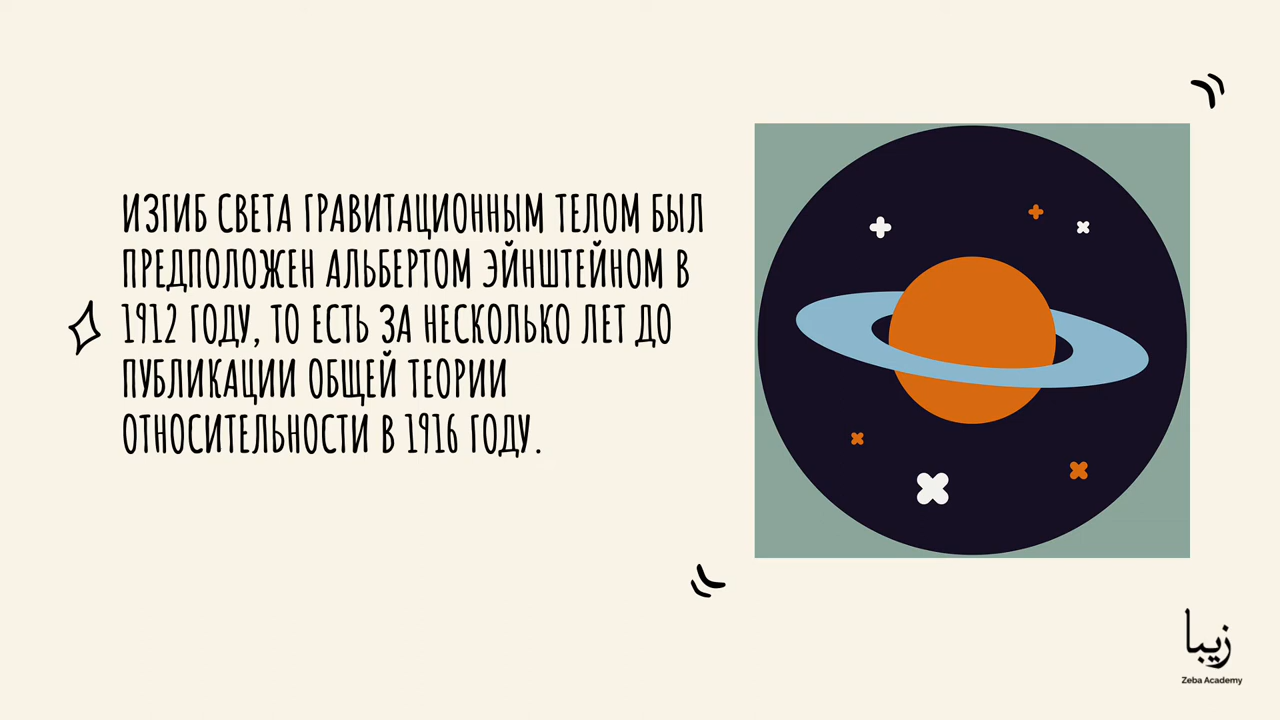 ИЗГИБ СВЕТА ГРАВИТАЦИОННЫМ ТЕЛОМ БЫЛ
ПРЕДПОЛОЖЕН АЛЬБЕРТОМ ЭЙНШТЕЙНОМ В
1912 ГОДУ, ТО ЕСТЬ ЗА НЕСКОЛЬКО ЛЕТ ДО
ПУБЛИКАЦИИ ОБЩЕЙ ТЕОРИИ
ОТНОСИТЕЛЬНОСТИ В 1916 ГОДУ.
زيبا
Zeba Academy